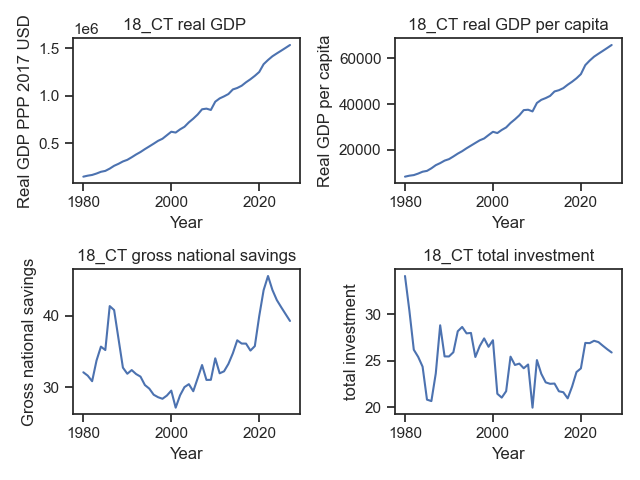 18_CT real GDP
1e6
Real GDP PPP 2017 USD
1.5
1.0
0.5
1980
2000
2020
Year
18_CT real GDP per capita
Real GDP per capita
60000
40000
20000
1980
2000
2020
Year
18_CT gross national savings
Gross national savings
40
30
1980
2000
2020
Year
18_CT total investment
total investment
30
25
20
1980
2000
2020
Year